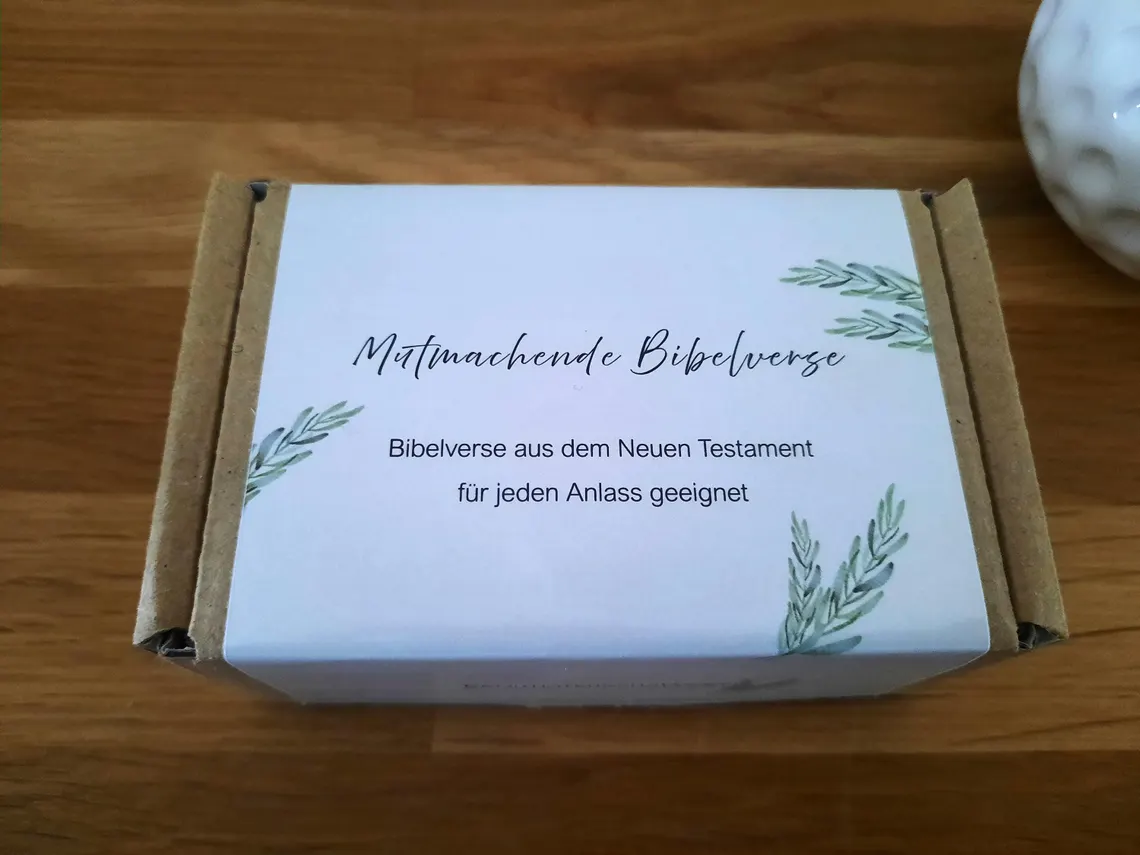 Mutmachende Bibelverse
Bibelverse aus dem Neuen Testament
für jeden Anlass geeignet